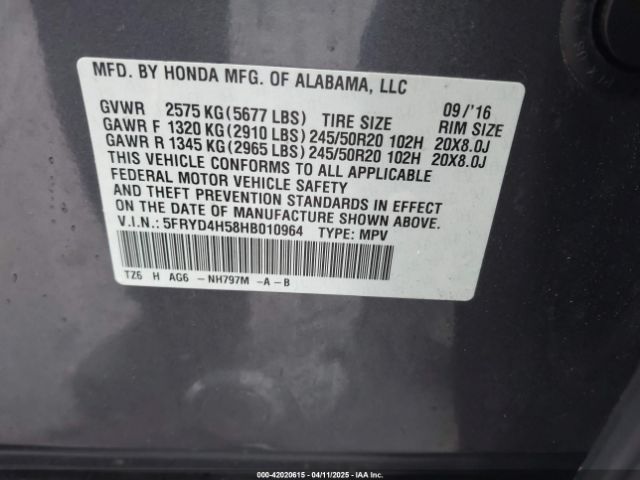 MFD. BY HONDA MFG. OF ALABAMA, LLC
GVWR 2575 KG(5677 LBS) TIRE SIZE 09/'16 RIM SIZE
GAWR F 1320 KG(2910 LBS) 245/50R20 102H 20X8.0J
GAWR R 1345 KG(2965 LBS) 245/50R20 102H 20X8.0J
THIS VEHICLE CONFORMS TO ALL APPLICABLE
FEDERAL MOTOR VEHICLE SAFETY
AND THEFT PREVENTION STANDARDS IN EFFECT
ON THE DATE OF MANUFACTURE SHOWN ABOVE.
V.I.N.: 5FRYD4H58HB010964 TYPE: MPV
TZ6 H AG6 -NH797M -A-B
000-42020615 - 04/11/2025 - IAA Inc.